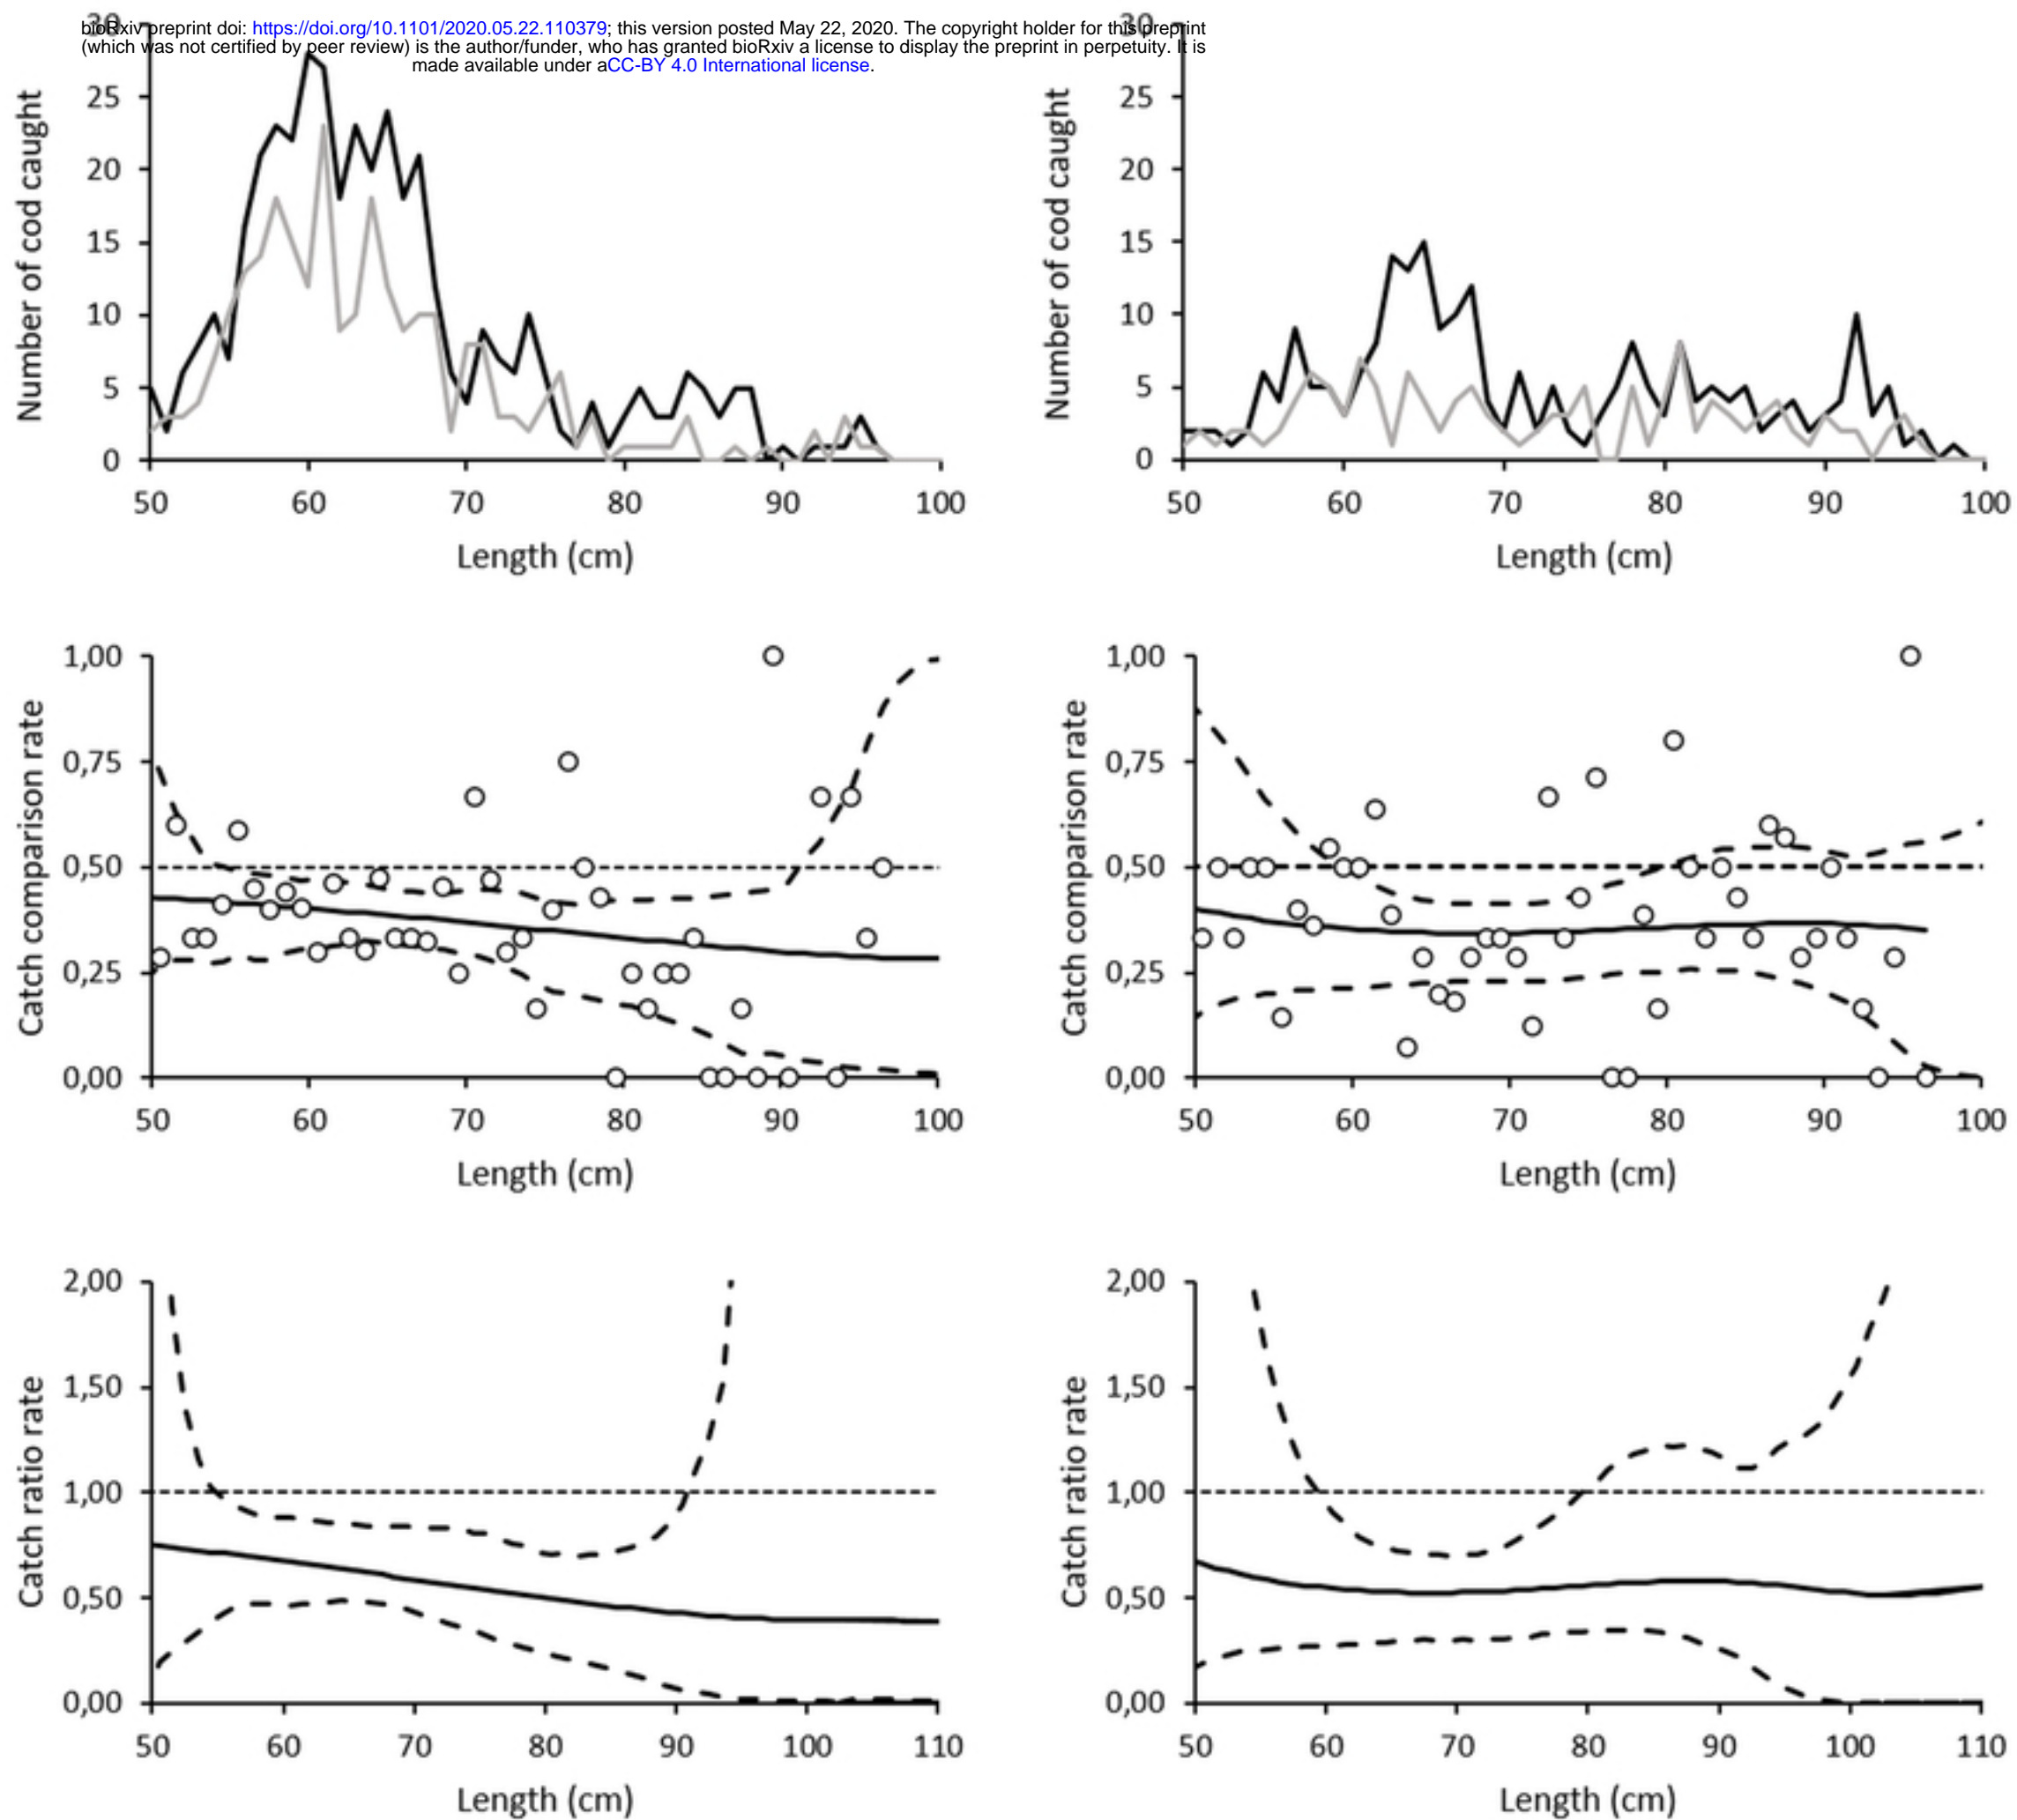 bioRxiv preprint doi: https://doi.org/10.1101/2020.05.22.110379; this version posted May 22, 2020. The copyright holder for this preprint
(which was not certified by peer review) is the author/funder, who has granted bioRxiv a license to display the preprint in perpetuity. It is
made available under aCC-BY 4.0 International license.
30
25
20
15
10
5
0
50 60 70 80 90 100
Number of cod caught
Length (cm)
30
25
20
15
10
5
0
50 60 70 80 90 100
Number of cod caught
Length (cm)
1,00
0,75
0,50
0,25
0,00
50 60 70 80 90 100
Catch comparison rate
Length (cm)
1,00
0,75
0,50
0,25
0,00
50 60 70 80 90 100
Catch comparison rate
Length (cm)
2,00
1,50
1,00
0,50
0,00
50 60 70 80 90 100 110
Catch ratio rate
Length (cm)
2,00
1,50
1,00
0,50
0,00
50 60 70 80 90 100 110
Catch ratio rate
Length (cm)